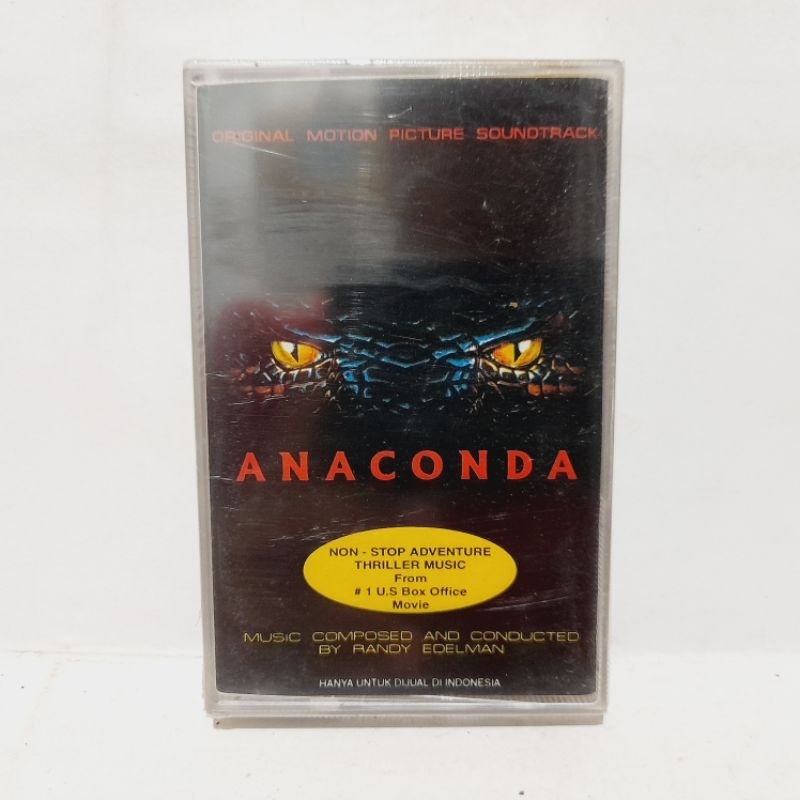 ORIGINAL MOTION PICTURE SOUNDTRACK
ANACONDA
NON - STOP ADVENTURE
THRILLER MUSIC
From
# 1 U.S Box Office
Movie
MUSIC COMPOSED AND CONDUCTED
BY RANDY EDELMAN
HANYA UNTUK DIJUAL DI INDONESIA